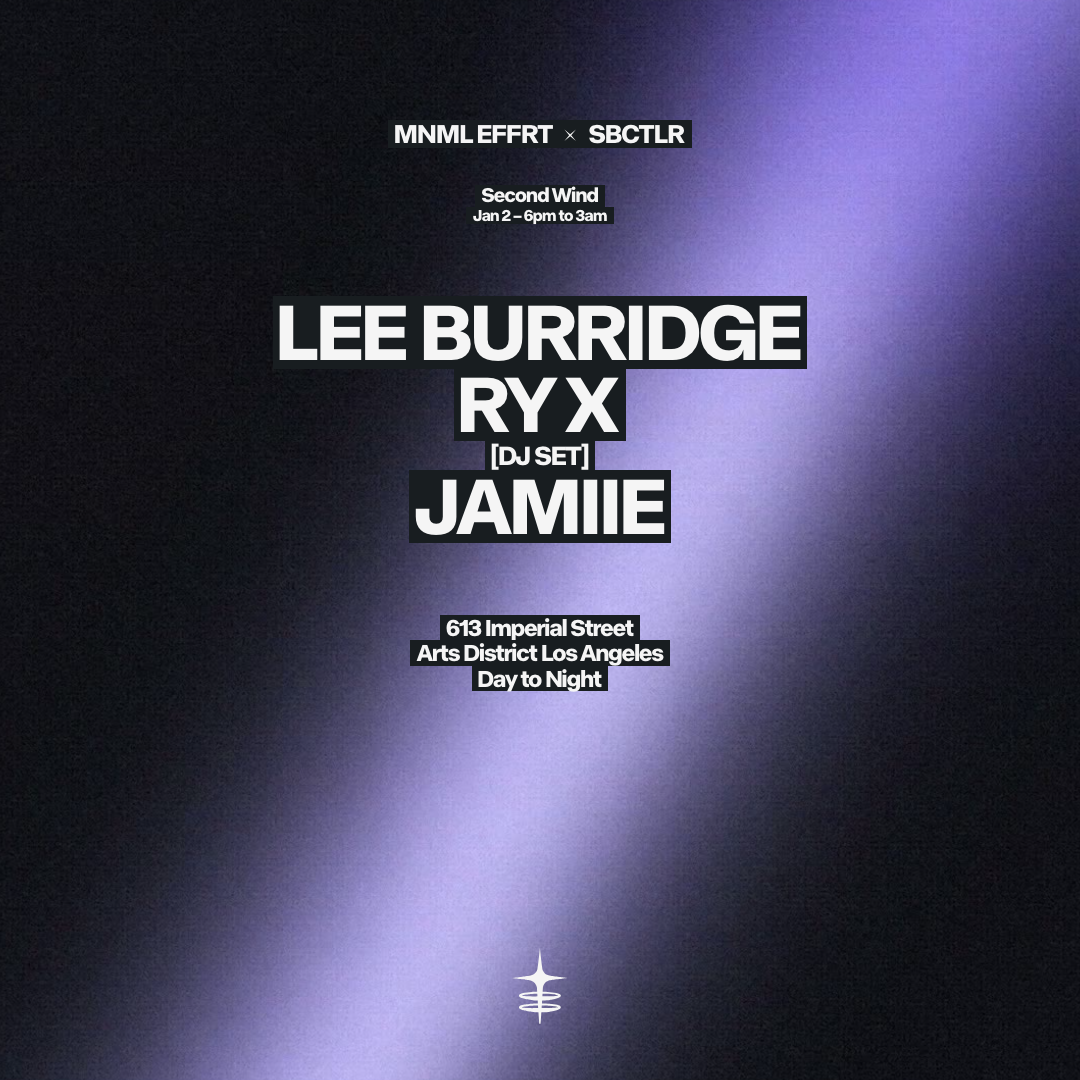 MNML EFFRT × SBCTLR
Second Wind
Jan 2 – 6pm to 3am
LEE BURRIDGE
RY X
[DJ SET]
JAMIIE
613 Imperial Street
Arts District Los Angeles
Day to Night